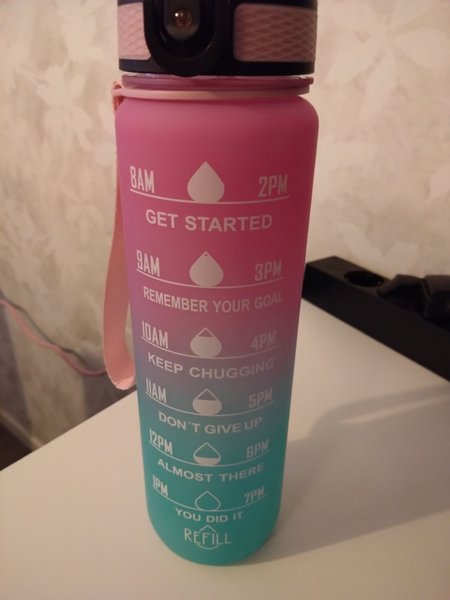 8AM 2PM
GET STARTED
9AM 3PM
REMEMBER YOUR GOAL
10AM 4PM
KEEP CHUGGING
11AM 5PM
DON'T GIVE UP
12PM 6PM
ALMOST THERE
1PM 7PM
YOU DID IT
REFILL